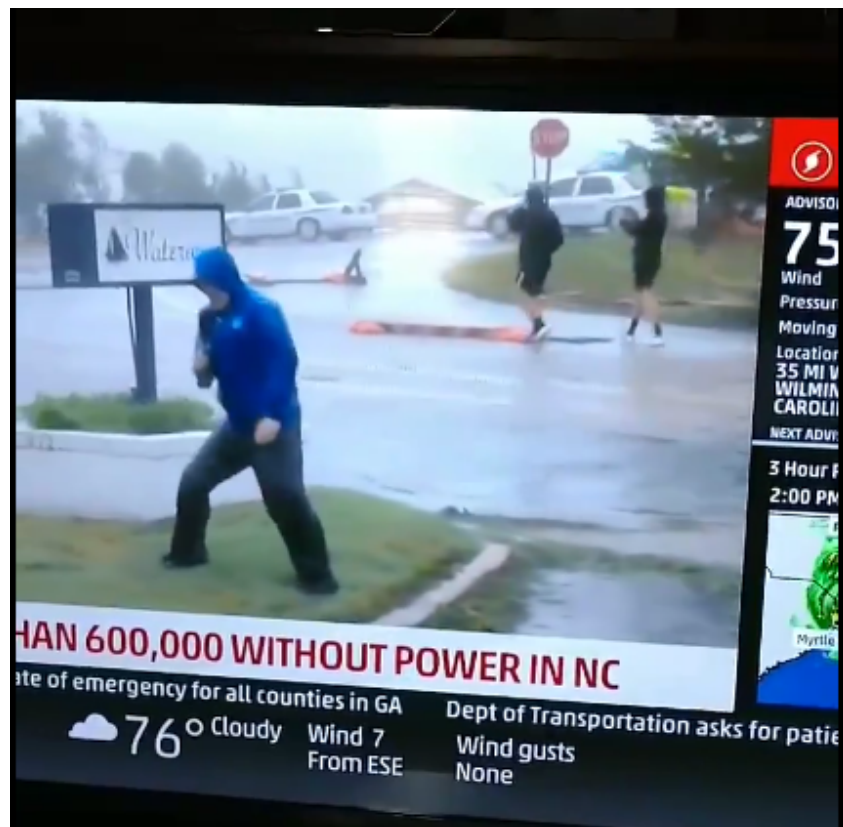 STOP
Water
ADVISO
75
Wind
Pressur
Moving
Location
35 MI W
WILMIN
CAROLI
NEXT ADVI
3 Hour F
2:00 PM
Myrtle
HAN 600,000 WITHOUT POWER IN NC
ate of emergency for all counties in GA
Dept of Transportation asks for patie
76° Cloudy
Wind 7
From ESE
Wind gusts
None